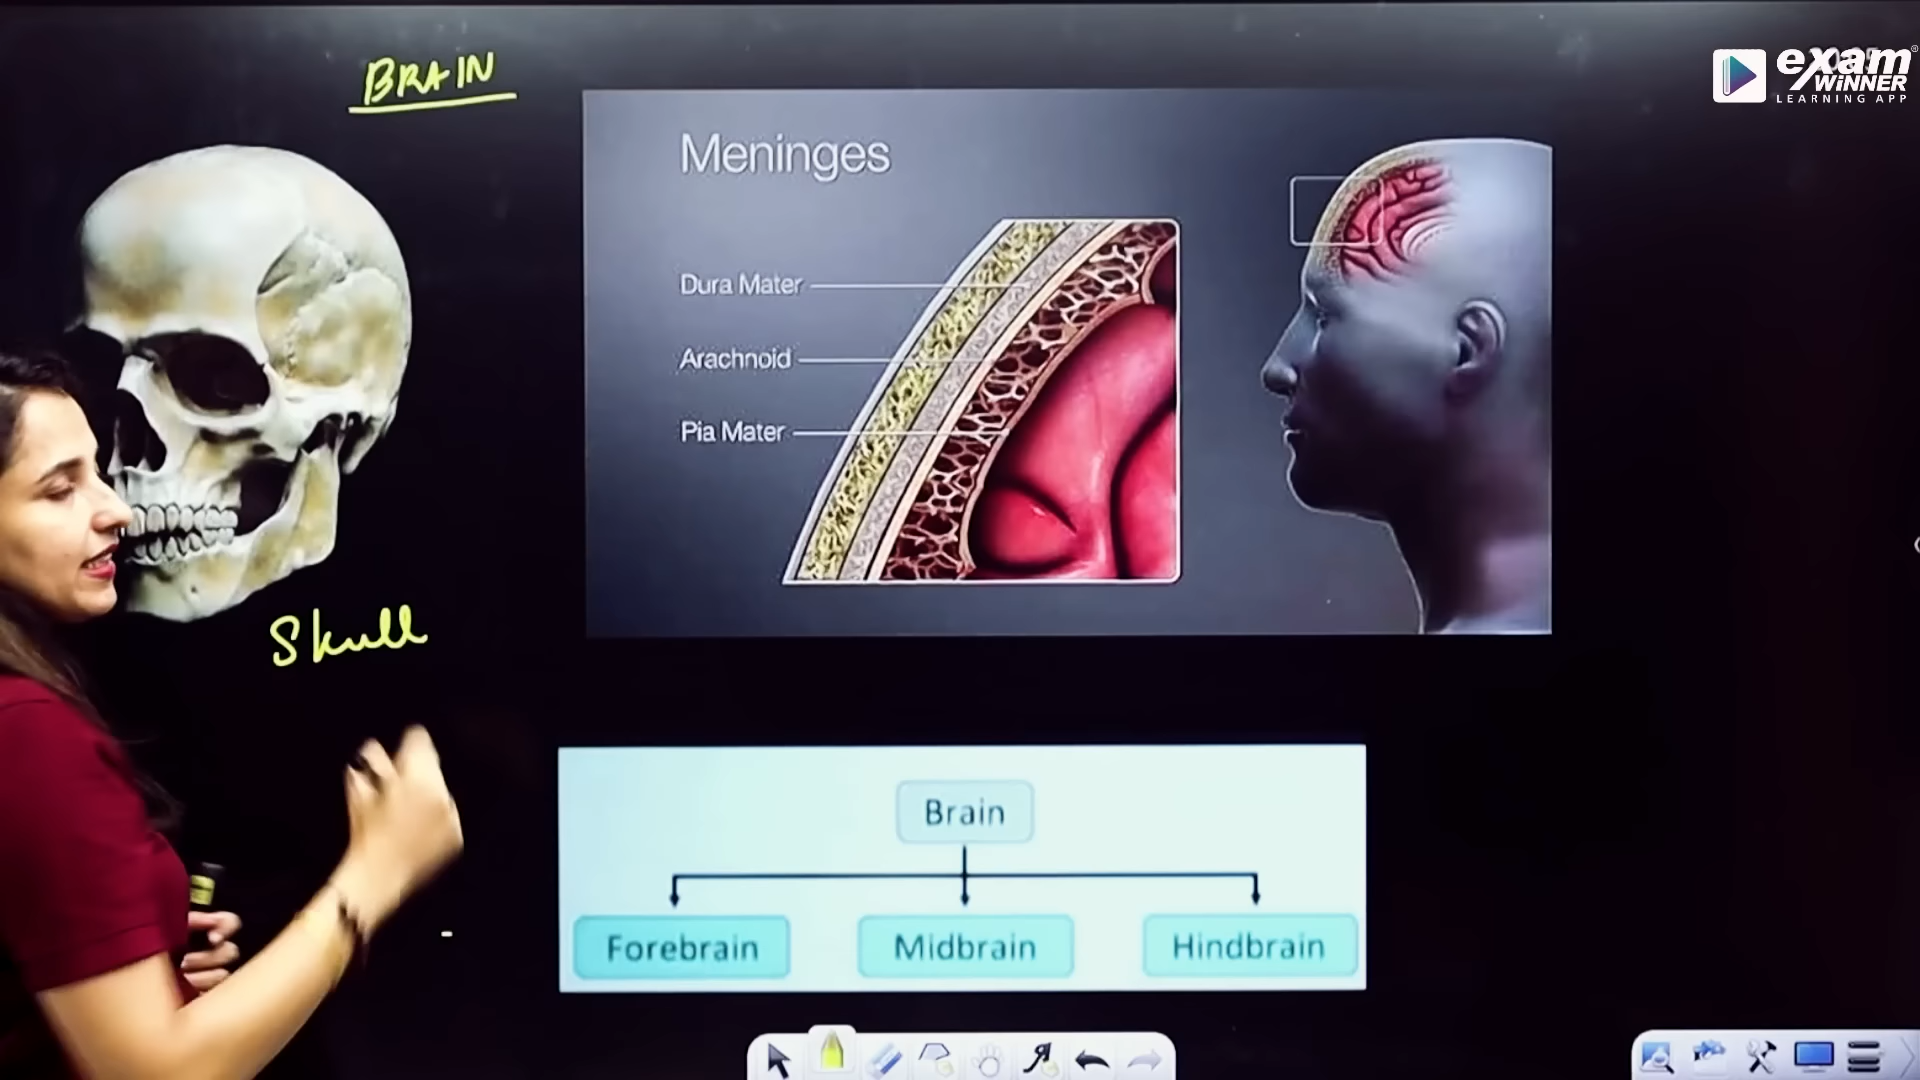 BRAIN
exam
WINNER
LEARNING APP
Meninges
Dura Mater
Arachnoid
Pia Mater
Skull
Brain
Forebrain
Midbrain
Hindbrain